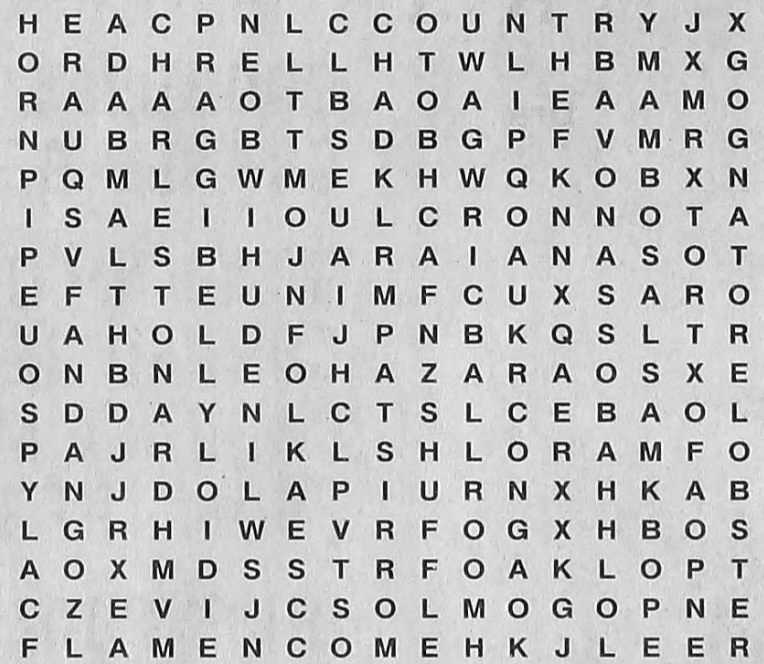 H E A C P N L C C O U N T R Y J X
O R D H R E L L H T W L H B M X G
R A A A A O T B A O A I E A A M O
N U B R G B T S D B G P F V M R G
P Q M L G W M E K H W Q K O B X N
I S A E I I O U L C R O N N O T A
P V L S B H J A R A I A N A S O T
E F T T E U N I M F C U X S A R O
U A H O L D F J P N B K Q S L T R
O N B N L E O H A Z A R A O S X E
S D D A Y N L C T S L C E B A O L
P A J R L I K L S H L O R A M F O
Y N J D O L A P I U R N X H K A B
L G R H I W E V R F O G X H B O S
A O X M D S S T R F O A K L O P T
C Z E V I J C S O L M O G O P N E
F L A M E N C O M E H K J L E E R